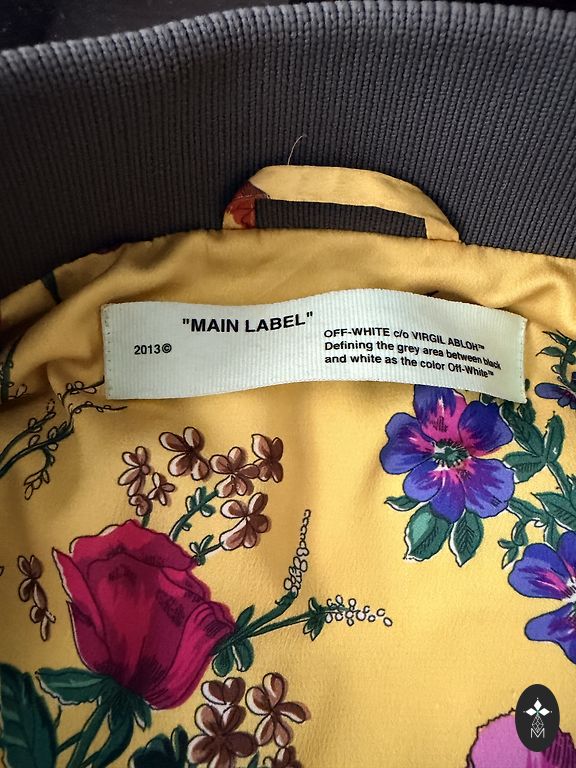 "MAIN LABEL"
2013©
OFF-WHITE c/o VIRGIL ABLOH™
Defining the grey area between black
and white as the color Off-White™